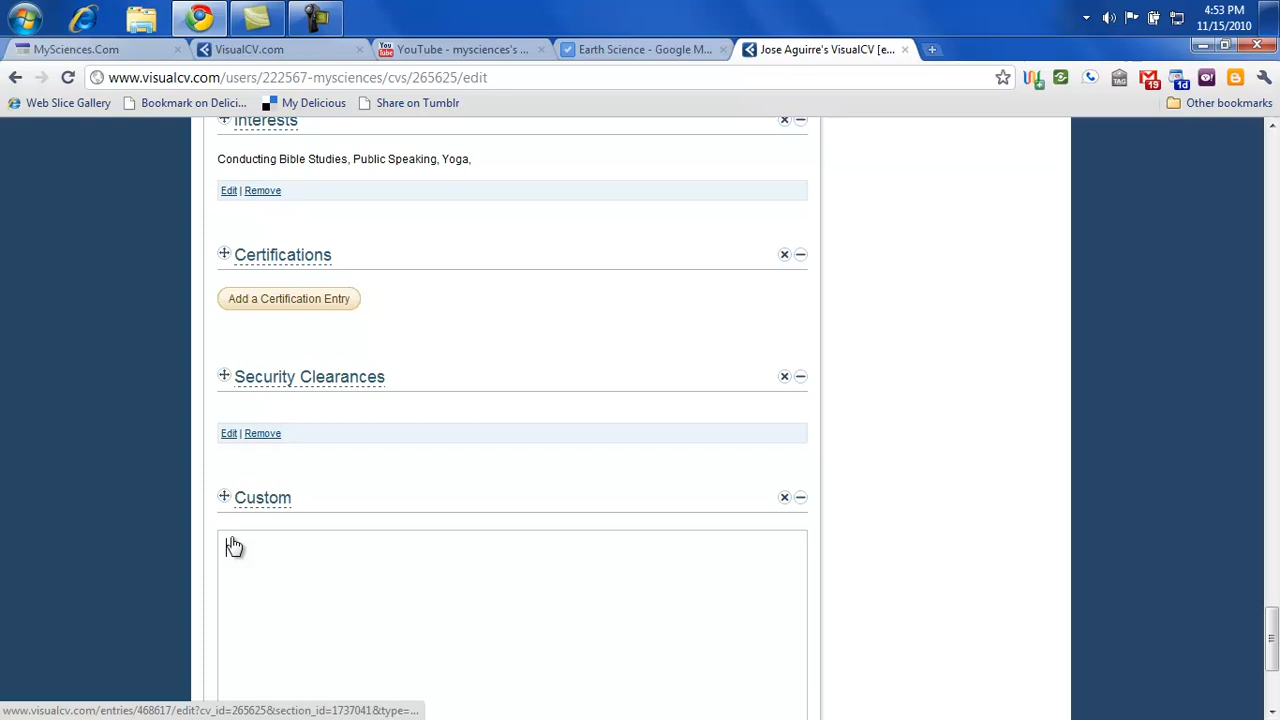 4:53 PM
11/15/2010
MySciences.Com
VisualCV.com
YouTube - mysciences's ...
Earth Science - Google M...
Jose Aguirre's VisualCV [e...
www.visualcv.com/users/222567-mysciences/cvs/265625/edit
19
1d
Web Slice Gallery
Bookmark on Delici...
My Delicious
Share on Tumblr
Other bookmarks
Interests
Conducting Bible Studies, Public Speaking, Yoga,
Edit | Remove
Certifications
Add a Certification Entry
Security Clearances
Edit | Remove
Custom
www.visualcv.com/entries/468617/edit?cv_id=265625&section_id=1737041&type=...